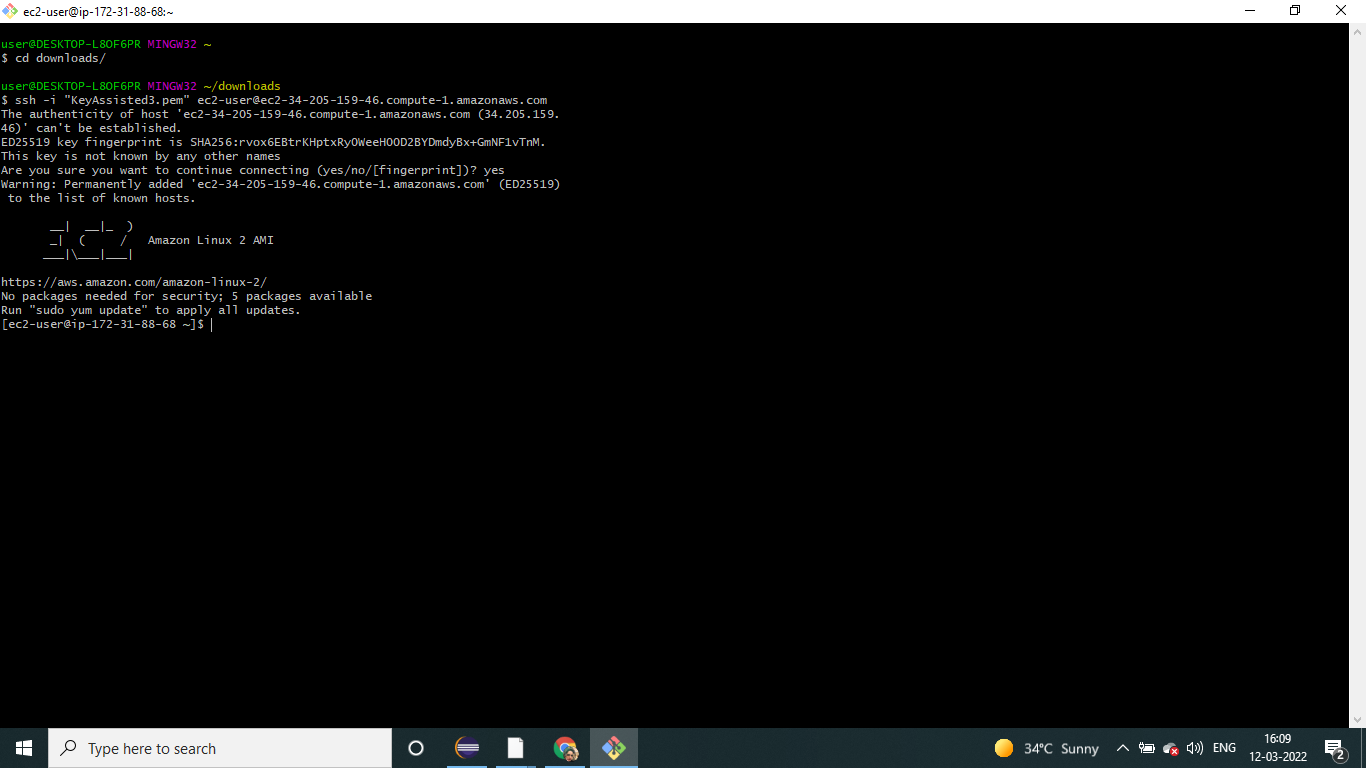 ec2-user@ip-172-31-88-68:~
user@DESKTOP-L8OF6PR MINGW32 ~
$ cd downloads/
user@DESKTOP-L8OF6PR MINGW32 ~/downloads
$ ssh -i "KeyAssisted3.pem" ec2-user@ec2-34-205-159-46.compute-1.amazonaws.com
The authenticity of host 'ec2-34-205-159-46.compute-1.amazonaws.com (34.205.159.
46)' can't be established.
ED25519 key fingerprint is SHA256:rvox6EBtrKHptxRyOWeeHOOD2BYDmdyBx+GmNF1vTnM.
This key is not known by any other names
Are you sure you want to continue connecting (yes/no/[fingerprint])? yes
Warning: Permanently added 'ec2-34-205-159-46.compute-1.amazonaws.com' (ED25519)
 to the list of known hosts.
       __|  __|_  )
       _|  (     /   Amazon Linux 2 AMI
      ___|\___|___|
https://aws.amazon.com/amazon-linux-2/
No packages needed for security; 5 packages available
Run "sudo yum update" to apply all updates.
[ec2-user@ip-172-31-88-68 ~]$
Type here to search
34°C Sunny
ENG
16:09
12-03-2022
2